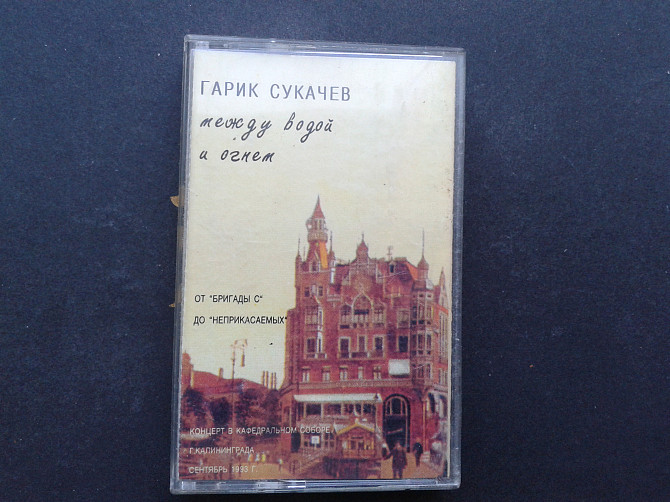 ГАРИК СУКАЧЕВ
между водой
и огнем
ОТ "БРИГАДЫ С"
ДО "НЕПРИКАСАЕМЫХ"
КОНЦЕРТ В КАФЕДРАЛЬНОМ СОБОРЕ
Г.КАЛИНИНГРАДА
СЕНТЯБРЬ 1993 Г.